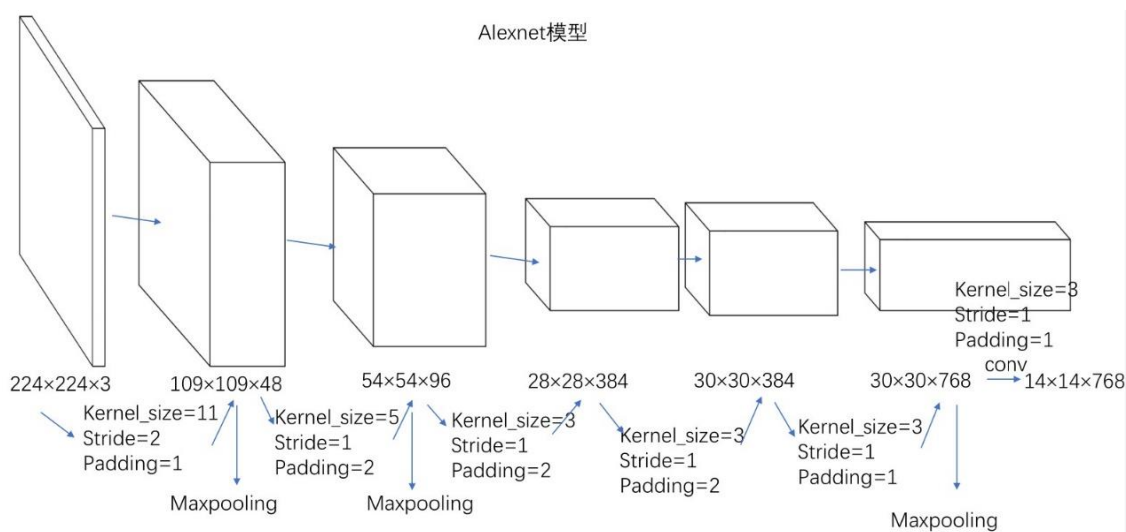 Alexnet模型
224×224×3
109×109×48
54×54×96
28×28×384
30×30×384
30×30×768
14×14×768
Kernel_size=11
Stride=2
Padding=1
Kernel_size=5
Stride=1
Padding=2
Kernel_size=3
Stride=1
Padding=2
Kernel_size=3
Stride=1
Padding=2
Kernel_size=3
Stride=1
Padding=1
Kernel_size=3
Stride=1
Padding=1
conv
Maxpooling
Maxpooling
Maxpooling